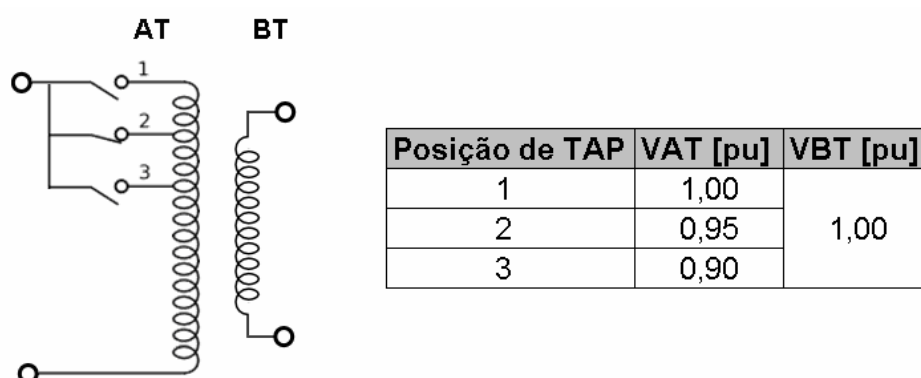 AT BT
1
2
3
Posição de TAP VAT [pu] VBT [pu]
1 1,00
2 0,95 1,00
3 0,90